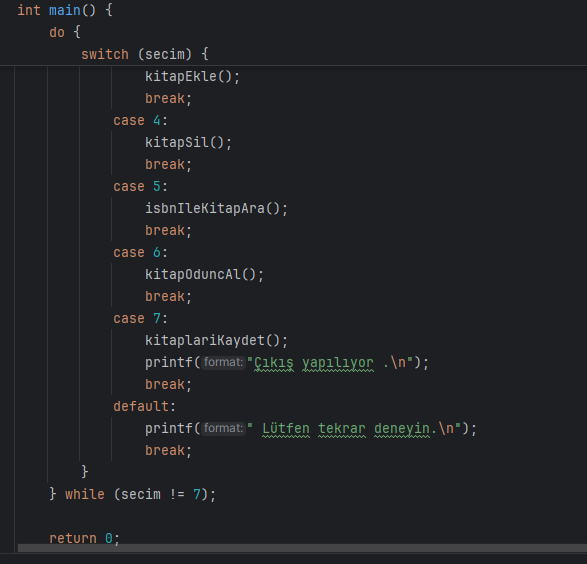 int main() {
    do {
        switch (secim) {
                kitapEkle();
                break;
            case 4:
                kitapSil();
                break;
            case 5:
                isbnIleKitapAra();
                break;
            case 6:
                kitapOduncAl();
                break;
            case 7:
                kitaplariKaydet();
                printf( format: "Çıkış yapılıyor .\n");
                break;
            default:
                printf( format: " Lütfen tekrar deneyin.\n");
                break;
        }
    } while (secim != 7);
    return 0;